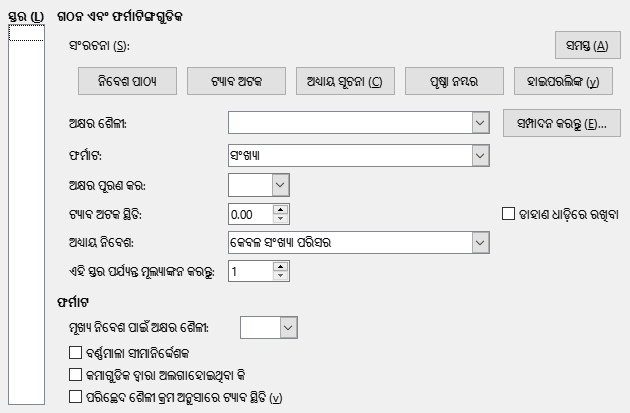 ସ୍ତର (L)
ଗଠନ ଏବଂ ଫର୍ମାଟିଙ୍ଗଗୁଡିକ
ସଂରଚନା (S):
ସମସ୍ତ (A)
ନିବେଶ ପାଠ୍ୟ
ଟ୍ୟାବ ଅଟକ
ଅଧ୍ୟାୟ ସୂଚନା (C)
ପୃଷ୍ଠା ନମ୍ଵର
ହାଇପରଲିଙ୍କ (y)
ଅକ୍ଷର ଶୈଳୀ:
ସମ୍ପାଦନ କରନ୍ତୁ (E)...
ଫର୍ମାଟ:
ସଂଖ୍ୟା
ଅକ୍ଷର ପୂରଣ କର:
ଟ୍ୟାବ ଅଟକ ସ୍ଥିତି:
0.00
ଡାହାଣ ଧାଡ଼ିରେ ରଖିବା
ଅଧ୍ୟାୟ ନିବେଶ:
କେବଳ ସଂଖ୍ୟା ପରିସର
ଏହି ସ୍ତର ପର୍ଯ୍ୟନ୍ତ ମୂଲ୍ୟାଙ୍କନ କରନ୍ତୁ:
1
ଫର୍ମାଟ
ମୂଖ୍ୟ ନିବେଶ ପାଇଁ ଅକ୍ଷର ଶୈଳୀ:
ବର୍ଣ୍ଣମାଳା ସୀମାନିର୍ଦ୍ଦେଶକ
କମାଗୁଡିକ ଦ୍ୱାରା ଅଲଗାହୋଇଥିବା କି
ପରିଚ୍ଛେଦ ଶୈଳୀ କ୍ରମ ଅନୁସାରେ ଟ୍ୟାବ ସ୍ଥିତି (v)